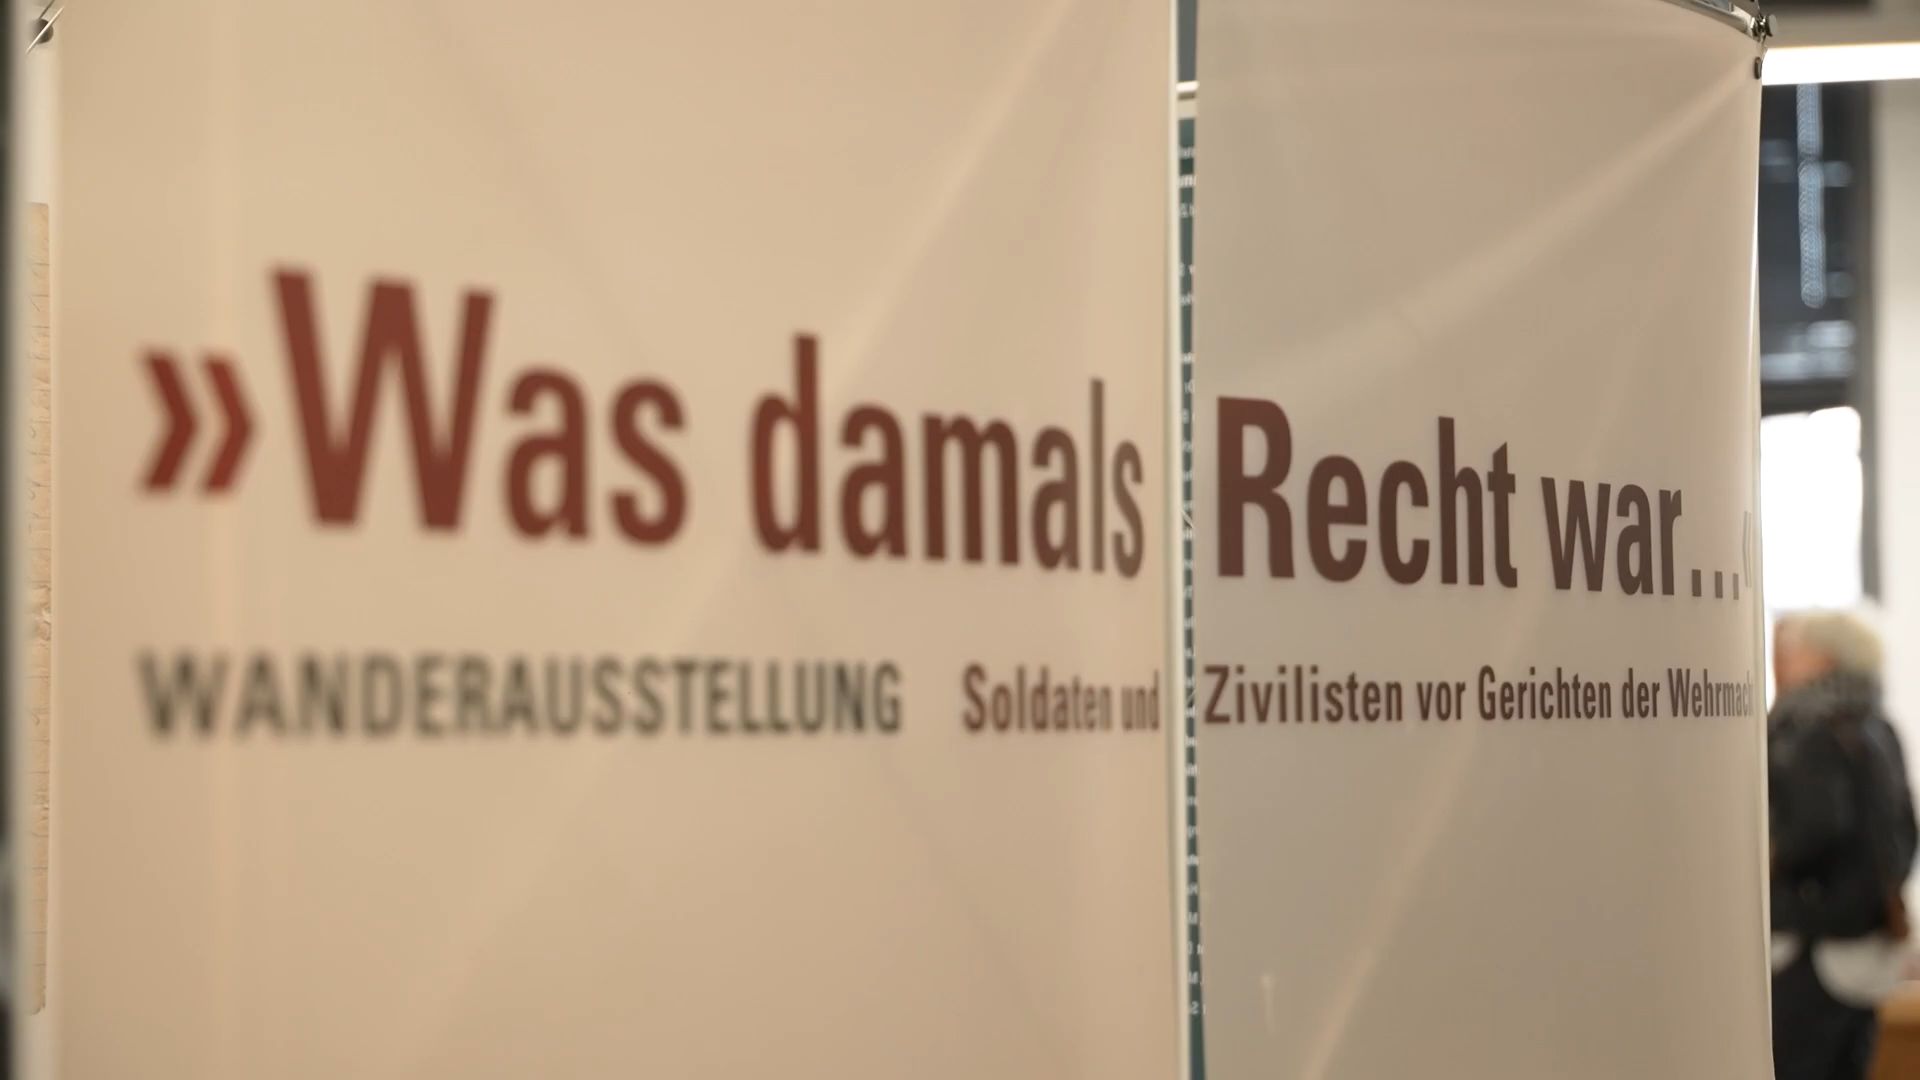 »Was damals Recht war...«
WANDERAUSSTELLUNG Soldaten und Zivilisten vor Gerichten der Wehrmacht